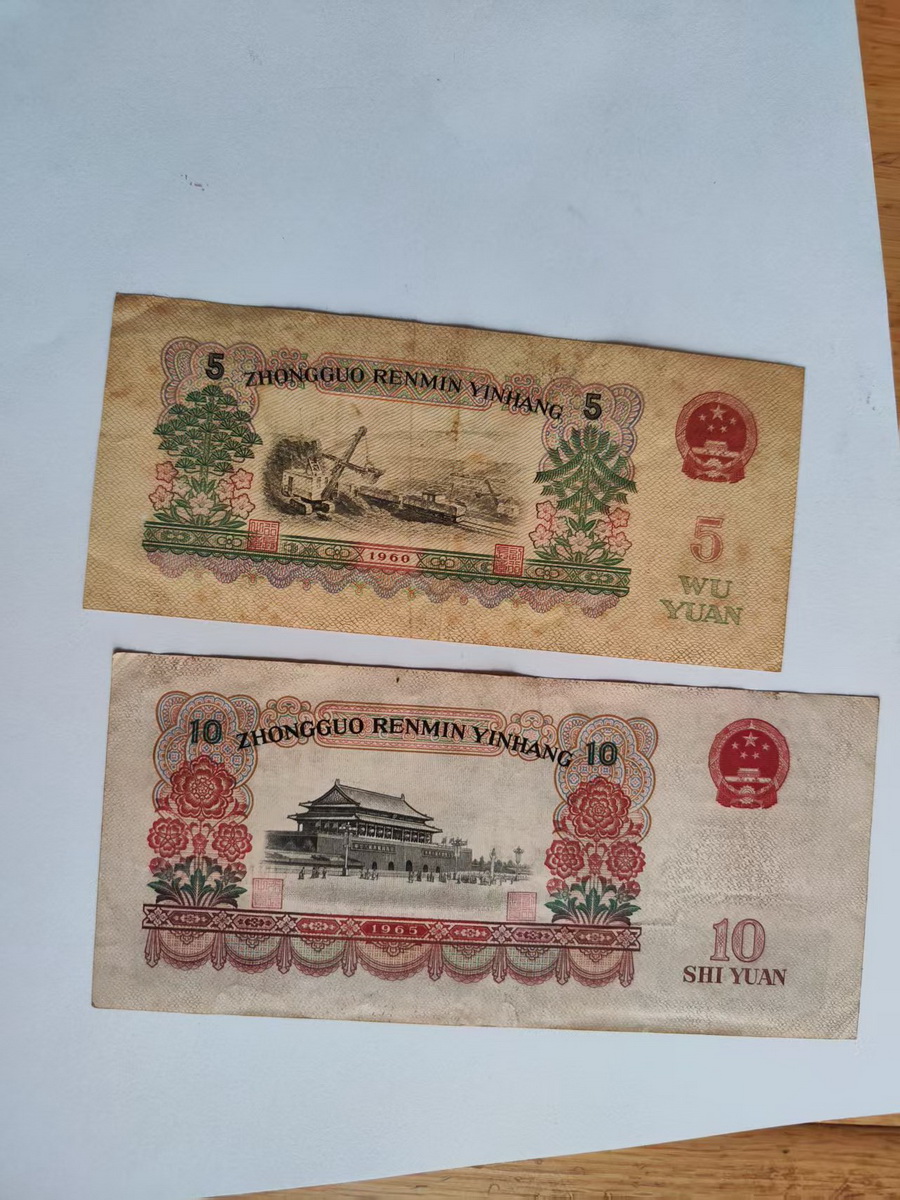 5 ZHONGGUO RENMIN YINHANG 5
1960
5
WU
YUAN
10 ZHONGGUO RENMIN YINHANG 10
1965
10
SHI YUAN